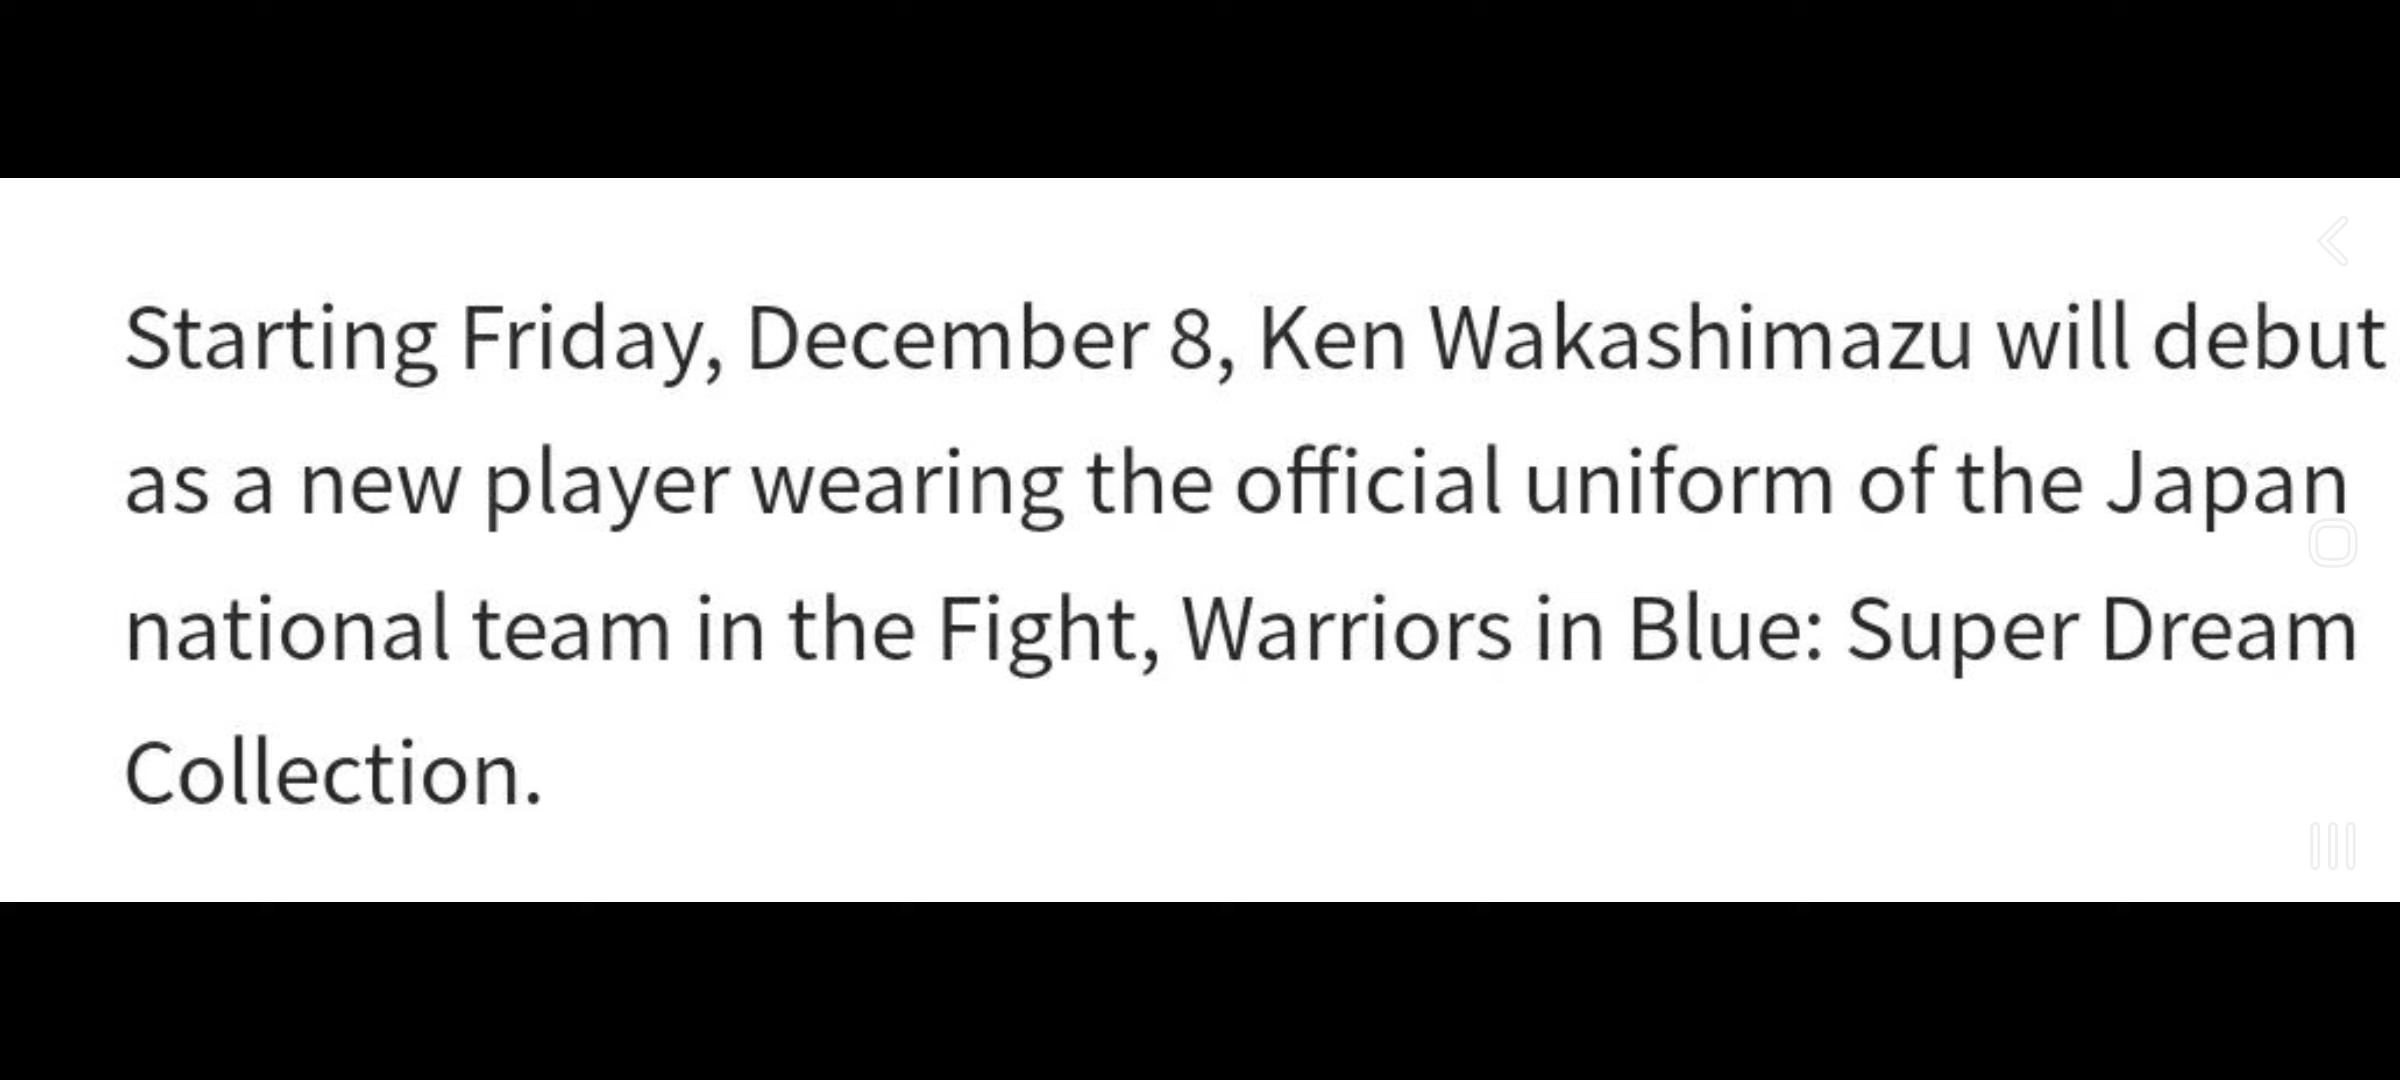 Starting Friday, December 8, Ken Wakashimazu will debut
as a new player wearing the official uniform of the Japan
national team in the Fight, Warriors in Blue: Super Dream
Collection.